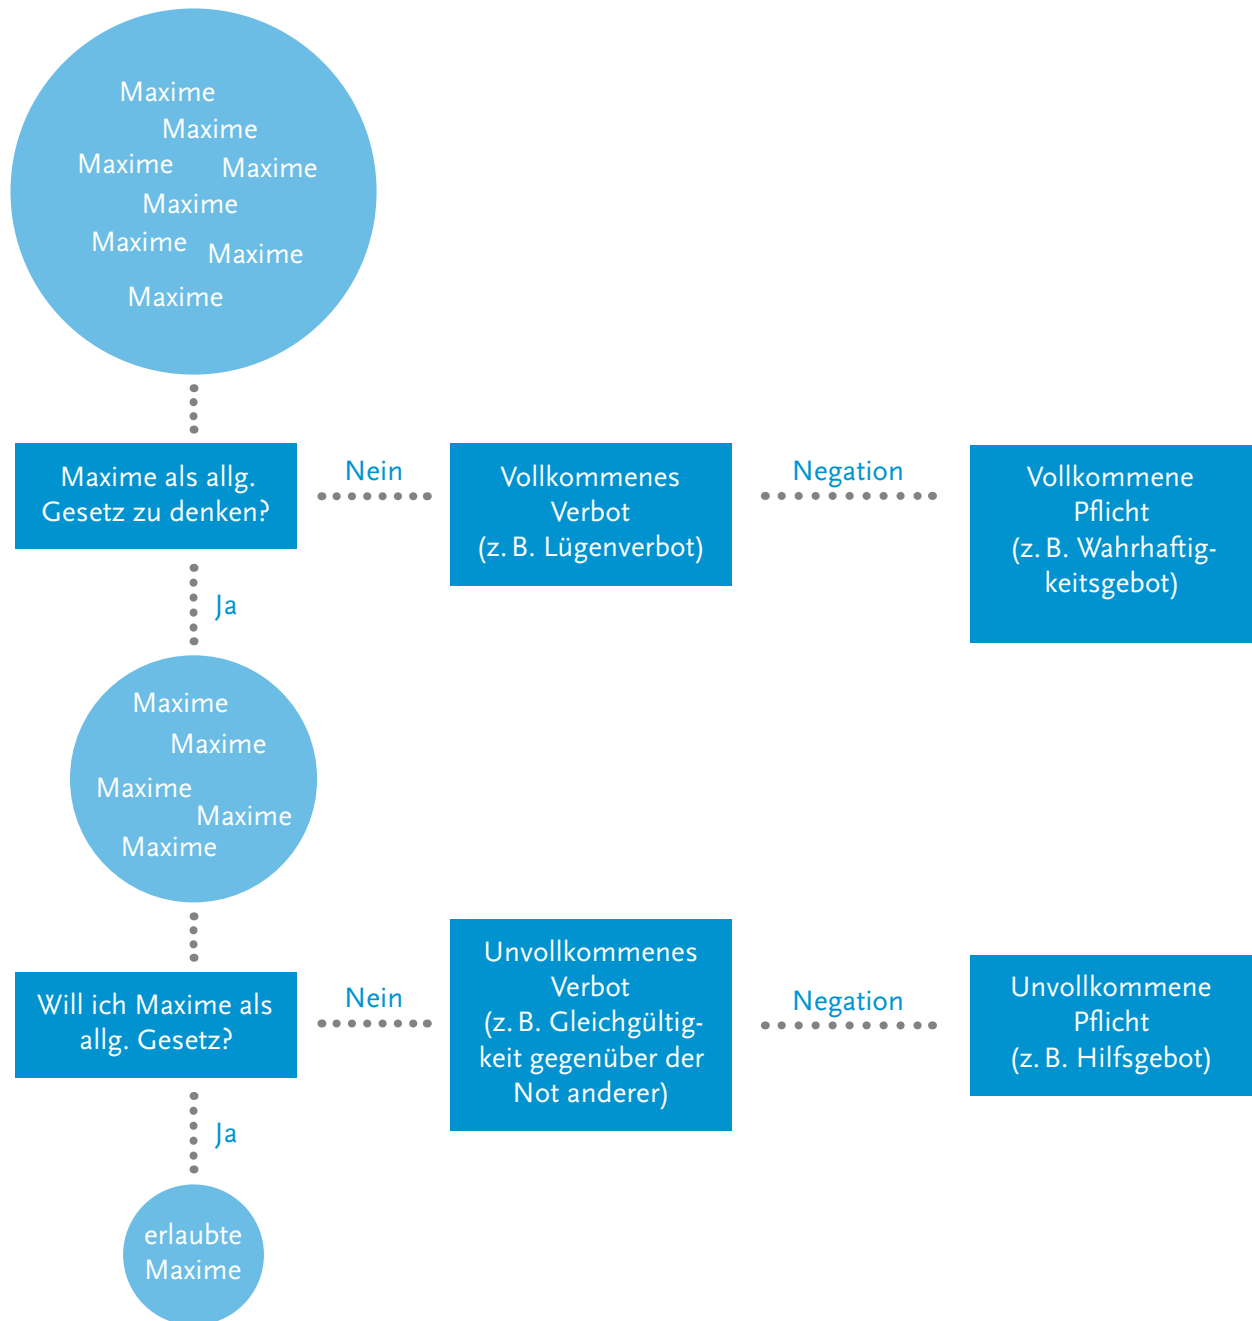 Maxime
Maxime
Maxime
Maxime
Maxime
Maxime
Maxime
Maxime
Maxime als allg.
Gesetz zu denken?
Nein
Vollkommenes
Verbot
(z. B. Lügenverbot)
Negation
Vollkommene
Pflicht
(z. B. Wahrhaftig-
keitsgebot)
Ja
Maxime
Maxime
Maxime
Maxime
Maxime
Will ich Maxime als
allg. Gesetz?
Nein
Unvollkommenes
Verbot
(z. B. Gleichgültig-
keit gegenüber der
Not anderer)
Negation
Unvollkommene
Pflicht
(z. B. Hilfsgebot)
Ja
erlaubte
Maxime